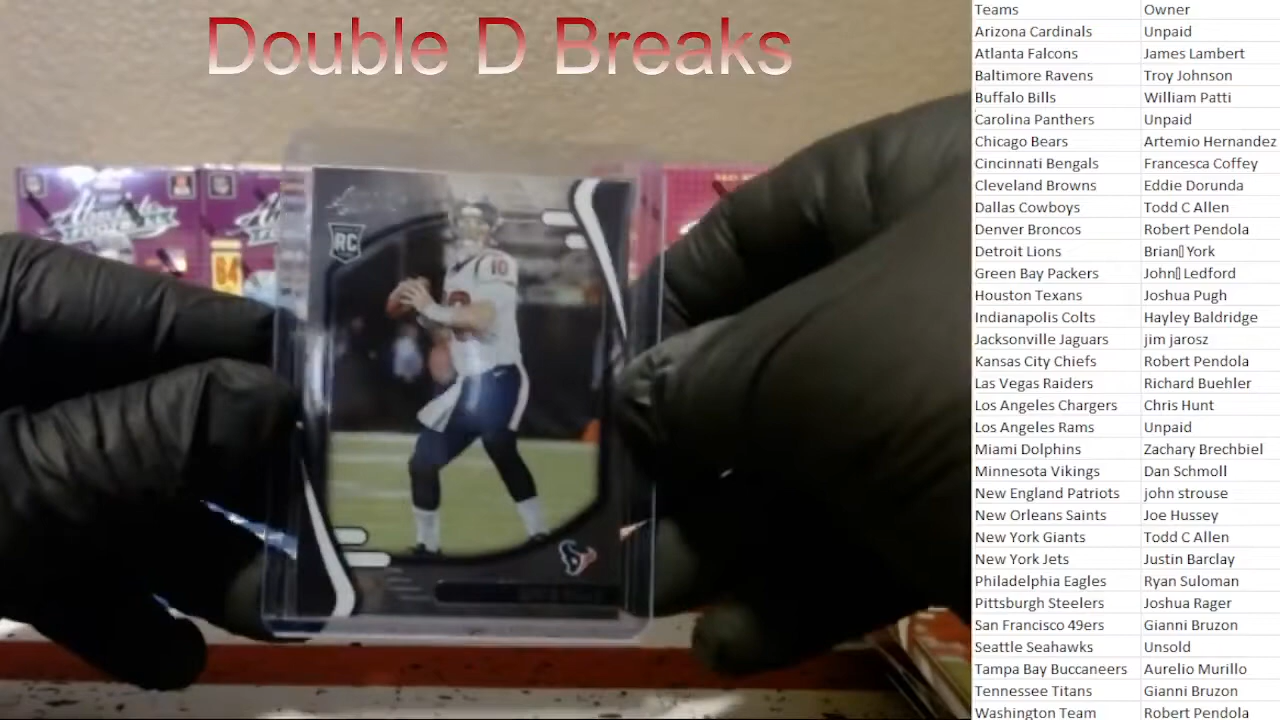 Double D Breaks
Teams Owner
Arizona Cardinals Unpaid
Atlanta Falcons James Lambert
Baltimore Ravens Troy Johnson
Buffalo Bills William Patti
Carolina Panthers Unpaid
Chicago Bears Artemio Hernandez
Cincinnati Bengals Francesca Coffey
Cleveland Browns Eddie Dorunda
Dallas Cowboys Todd C Allen
Denver Broncos Robert Pendola
Detroit Lions Brian▯ York
Green Bay Packers John▯ Ledford
Houston Texans Joshua Pugh
Indianapolis Colts Hayley Baldridge
Jacksonville Jaguars jim jarosz
Kansas City Chiefs Robert Pendola
Las Vegas Raiders Richard Buehler
Los Angeles Chargers Chris Hunt
Los Angeles Rams Unpaid
Miami Dolphins Zachary Brechbiel
Minnesota Vikings Dan Schmoll
New England Patriots john strouse
New Orleans Saints Joe Hussey
New York Giants Todd C Allen
New York Jets Justin Barclay
Philadelphia Eagles Ryan Suloman
Pittsburgh Steelers Joshua Rager
San Francisco 49ers Gianni Bruzon
Seattle Seahawks Unsold
Tampa Bay Buccaneers Aurelio Murillo
Tennessee Titans Gianni Bruzon
Washington Team Robert Pendola
Absolute
64
RC
10